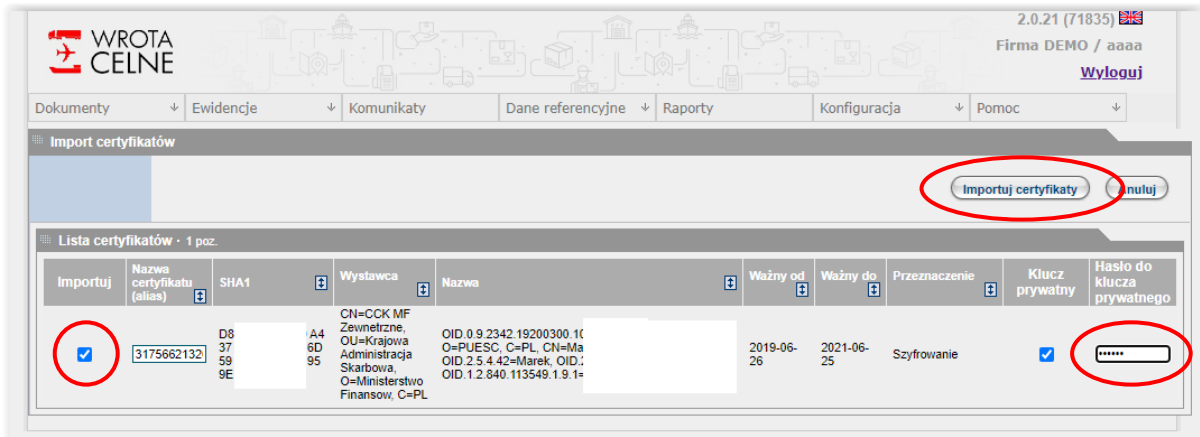 2.0.21 (71835)
WROTA CELNE
Firma DEMO / aaaa
Wyloguj
Dokumenty Ewidencje Komunikaty Dane referencyjne Raporty Konfiguracja Pomoc
Import certyfikatów
Importuj certyfikaty Anuluj
Lista certyfikatów · 1 poz.
Importuj
Nazwa certyfikatu (alias)
SHA1
Wystawca
Nazwa
Ważny od
Ważny do
Przeznaczenie
Klucz prywatny
Hasło do klucza prywatnego
3175662132
D8 A4
37 6D
59 95
9E
CN=CCK MF
Zewnetrzne,
OU=Krajowa
Administracja
Skarbowa,
O=Ministerstwo
Finansow, C=PL
OID.0.9.2342.19200300.10
O=PUESC, C=PL, CN=Ma
OID.2.5.4.42=Marek, OID.2
OID.1.2.840.113549.1.9.1=
2019-06-
26
2021-06-
25
Szyfrowanie